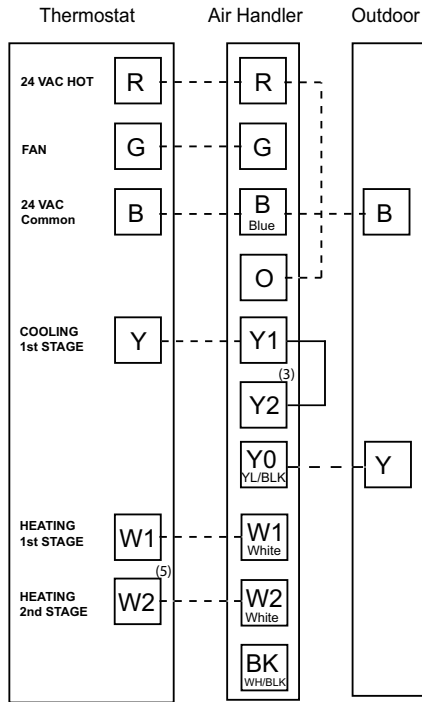 Thermostat Air Handler Outdoor
24 VAC HOT R R
FAN G G
24 VAC
Common B B
Blue B
O
COOLING
1st STAGE Y Y1
(3)
Y2
Y0
YL/BLK Y
HEATING
1st STAGE W1 W1
White
(5)
HEATING
2nd STAGE W2 W2
White
BK
WH/BLK